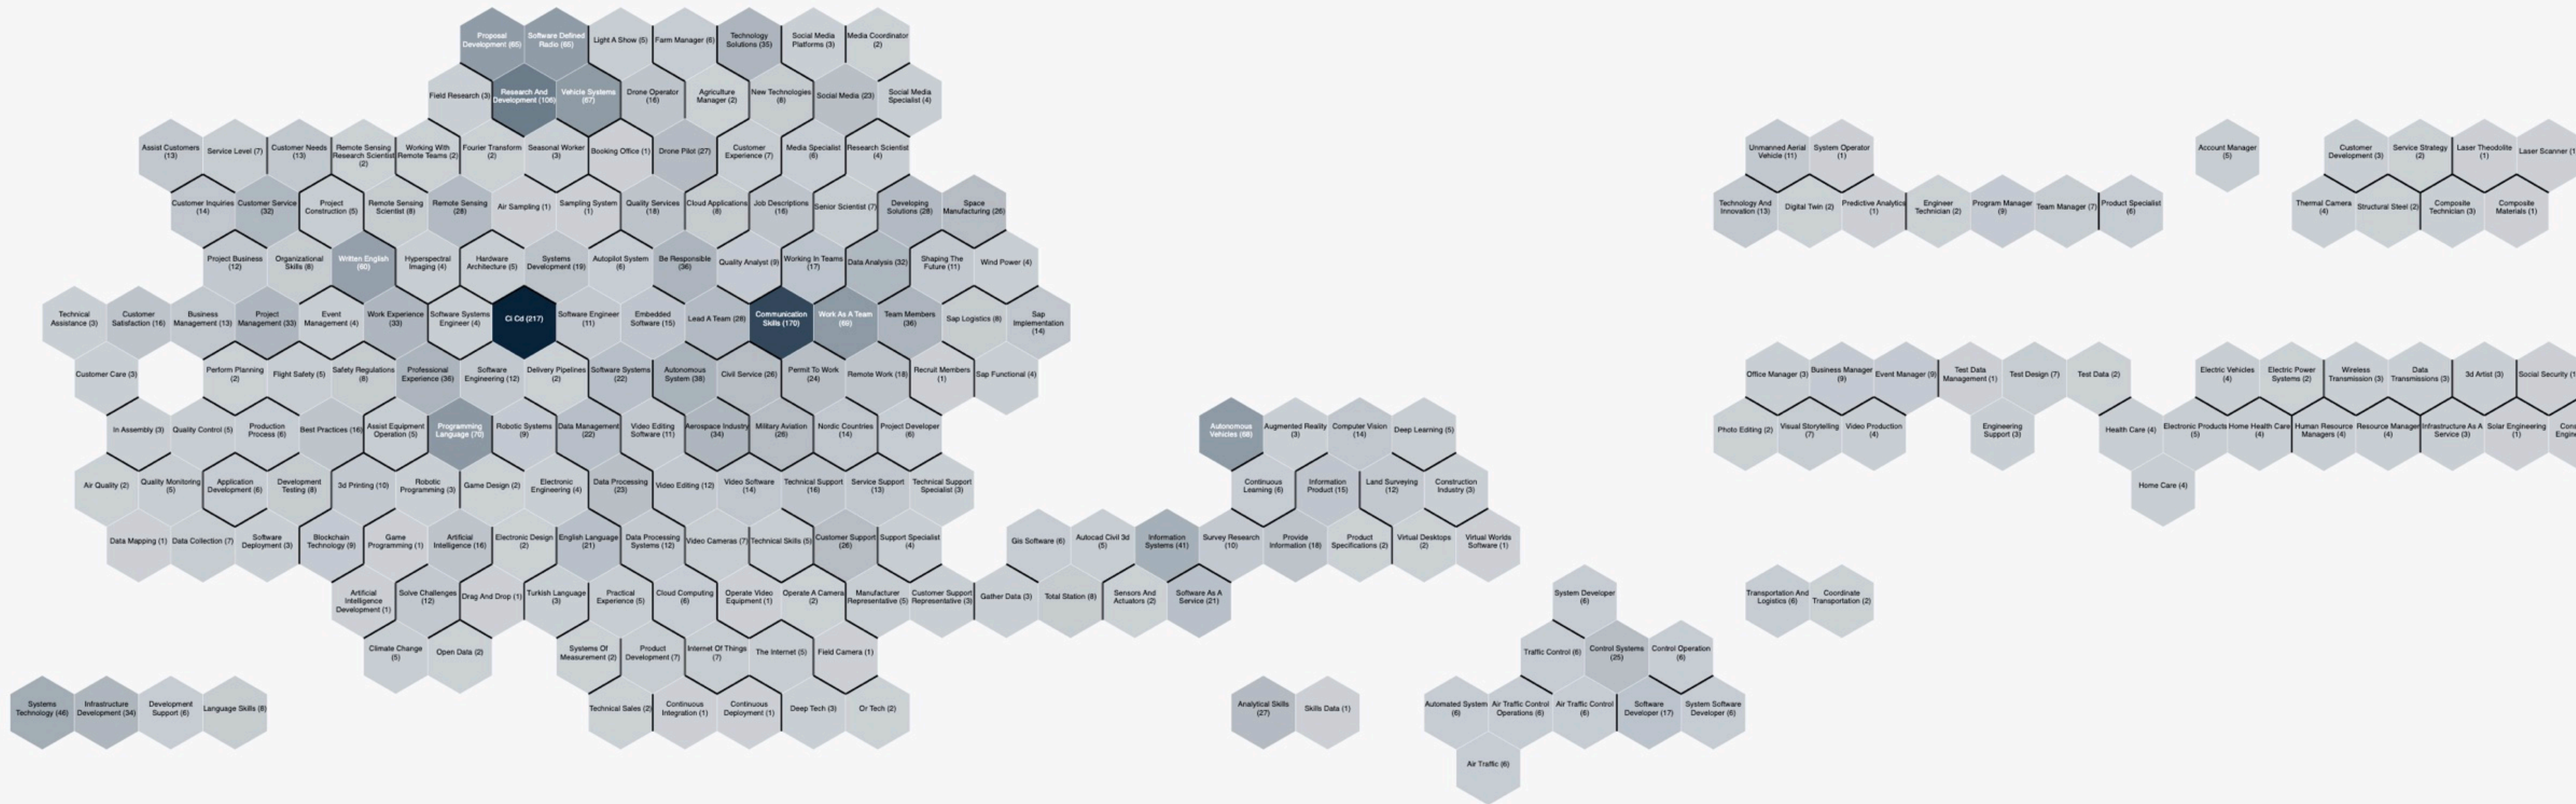 Proposal Development (65)
Software Defined Radio (65)
Light A Show (5)
Farm Manager (6)
Technology Solutions (35)
Social Media Platforms (3)
Media Coordinator (2)
Field Research (3)
Research And Development (106)
Vehicle Systems (67)
Drone Operator (16)
Agriculture Manager (2)
New Technologies (8)
Social Media (23)
Social Media Specialist (4)
Assist Customers (13)
Service Level (7)
Customer Needs (13)
Remote Sensing Research Scientist (2)
Working With Remote Teams (2)
Fourier Transform (2)
Seasonal Worker (3)
Booking Office (1)
Drone Pilot (27)
Customer Experience (7)
Media Specialist (6)
Research Scientist (4)
Unmanned Aerial Vehicle (11)
System Operator (1)
Account Manager (5)
Customer Development (3)
Service Strategy (2)
Laser Theodolite (1)
Laser Scanner (1
Customer Inquiries (14)
Customer Service (32)
Project Construction (5)
Remote Sensing Scientist (8)
Remote Sensing (28)
Air Sampling (1)
Sampling System (1)
Quality Services (18)
Cloud Applications (8)
Job Descriptions (16)
Senior Scientist (7)
Developing Solutions (28)
Space Manufacturing (26)
Technology And Innovation (13)
Digital Twin (2)
Predictive Analytics (1)
Engineer Technician (2)
Program Manager (9)
Team Manager (7)
Product Specialist (6)
Thermal Camera (4)
Structural Steel (2)
Composite Technician (3)
Composite Materials (1)
Project Business (12)
Organizational Skills (6)
Written English (60)
Hyperspectral Imaging (4)
Hardware Architecture (5)
Systems Development (19)
Autopilot System (6)
Be Responsible (36)
Quality Analyst (9)
Working In Teams (17)
Data Analysis (32)
Shaping The Future (11)
Wind Power (4)
Technical Assistance (3)
Customer Satisfaction (16)
Business Management (13)
Project Management (33)
Event Management (4)
Work Experience (33)
Software Systems Engineer (4)
Ci Cd (217)
Software Engineer (11)
Embedded Software (15)
Lead A Team (28)
Communication Skills (170)
Work As A Team (69)
Team Members (36)
Sap Logistics (8)
Sap Implementation (14)
Customer Care (3)
Perform Planning (2)
Flight Safety (5)
Safety Regulations (6)
Professional Experience (36)
Software Engineering (12)
Delivery Pipelines (2)
Software Systems (22)
Autonomous System (38)
Civil Service (26)
Permit To Work (24)
Remote Work (18)
Recruit Members (1)
Sap Functional (4)
Office Manager (3)
Business Manager (9)
Event Manager (9)
Test Data Management (1)
Test Design (7)
Test Data (2)
Electric Vehicles (4)
Electric Power Systems (2)
Wireless Transmission (3)
Data Transmissions (3)
3d Artist (3)
Social Security (1
In Assembly (3)
Quality Control (5)
Production Process (6)
Best Practices (16)
Assist Equipment Operation (5)
Programming Language (70)
Robotic Systems (9)
Data Management (22)
Video Editing Software (11)
Aerospace Industry (34)
Military Aviation (26)
Nordic Countries (14)
Project Developer (6)
Autonomous Vehicles (68)
Augmented Reality (3)
Computer Vision (14)
Deep Learning (5)
Photo Editing (2)
Visual Storytelling (7)
Video Production (4)
Engineering Support (3)
Health Care (4)
Electronic Products (5)
Home Health Care (4)
Human Resource Managers (4)
Resource Manager (4)
Infrastructure As A Service (3)
Solar Engineering (1)
Cons
Engin
Air Quality (2)
Quality Monitoring (5)
Application Development (6)
Development Testing (8)
3d Printing (10)
Robotic Programming (3)
Game Design (2)
Electronic Engineering (4)
Data Processing (23)
Video Editing (12)
Video Software (14)
Technical Support (16)
Service Support (13)
Technical Support Specialist (3)
Continuous Learning (6)
Information Product (15)
Land Surveying (12)
Construction Industry (3)
Home Care (4)
Data Mapping (1)
Data Collection (7)
Software Deployment (3)
Blockchain Technology (9)
Game Programming (1)
Artificial Intelligence (16)
Electronic Design (2)
English Language (21)
Data Processing Systems (12)
Video Cameras (7)
Technical Skills (5)
Customer Support (26)
Support Specialist (4)
Gis Software (6)
Autocad Civil 3d (5)
Information Systems (41)
Survey Research (10)
Provide Information (18)
Product Specifications (2)
Virtual Desktops (2)
Virtual Worlds Software (1)
Artificial Intelligence Development (1)
Solve Challenges (12)
Drag And Drop (1)
Turkish Language (3)
Practical Experience (5)
Cloud Computing (6)
Operate Video Equipment (1)
Operate A Camera (2)
Manufacturer Representative (5)
Customer Support Representative (3)
Gather Data (3)
Total Station (8)
Sensors And Actuators (2)
Software As A Service (21)
System Developer (6)
Transportation And Logistics (6)
Coordinate Transportation (2)
Climate Change (5)
Open Data (2)
Systems Of Measurement (2)
Product Development (7)
Internet Of Things (7)
The Internet (5)
Field Camera (1)
Traffic Control (6)
Control Systems (25)
Control Operation (6)
Systems Technology (46)
Infrastructure Development (34)
Development Support (6)
Language Skills (8)
Technical Sales (2)
Continuous Integration (1)
Continuous Deployment (1)
Deep Tech (3)
Or Tech (2)
Analytical Skills (27)
Skills Data (1)
Automated System (6)
Air Traffic Control Operations (6)
Air Traffic Control (6)
Software Developer (17)
System Software Developer (6)
Air Traffic (6)